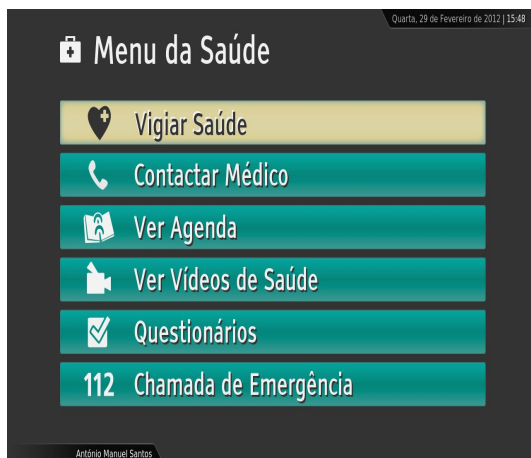 Quarta, 29 de Fevereiro de 2012 | 15:48
Menu da Saúde
Vigiar Saúde
Contactar Médico
Ver Agenda
Ver Vídeos de Saúde
Questionários
112 Chamada de Emergência
António Manuel Santos